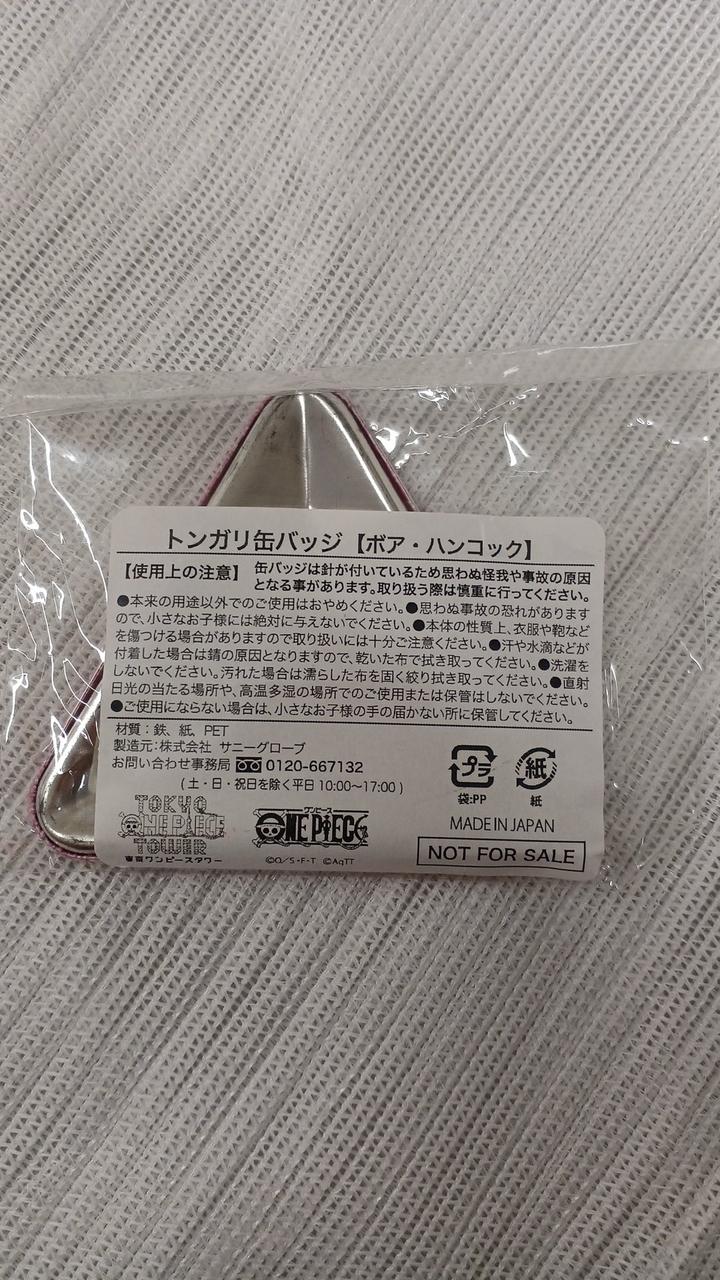 トンガリ缶バッジ【ボア・ハンコック】
【使用上の注意】 缶バッジは針が付いているため思わぬ怪我や事故の原因
となる事があります。取り扱う際は慎重に行ってください。
●本来の用途以外でのご使用はおやめください。●思わぬ事故の恐れがあります
ので、小さなお子様には絶対に与えないでください。●本体の性質上、衣服や鞄など
を傷つける場合がありますので取り扱いには十分ご注意ください。●汗や水滴などが
付着した場合は錆の原因となりますので、乾いた布で拭き取ってください。●洗濯を
しないでください。汚れた場合は濡らした布を固く絞り拭き取ってください。●直射
日光の当たる場所や、高温多湿の場所でのご使用または保管はしないでください。
●ご使用にならない場合は、小さなお子様の手の届かない所に保管してください。
材質：鉄、紙、PET
製造元：株式会社 サニーグローブ
お問い合わせ事務局 0120-667132
（土・日・祝日を除く平日 10:00〜17:00）
プラ 紙
袋:PP 紙
MADE IN JAPAN
NOT FOR SALE
TOKYO
ONE PIECE
TOWER
東京ワンピースタワー
ワンピース
ONE PIECE
©O/S・F・T ©AqTT